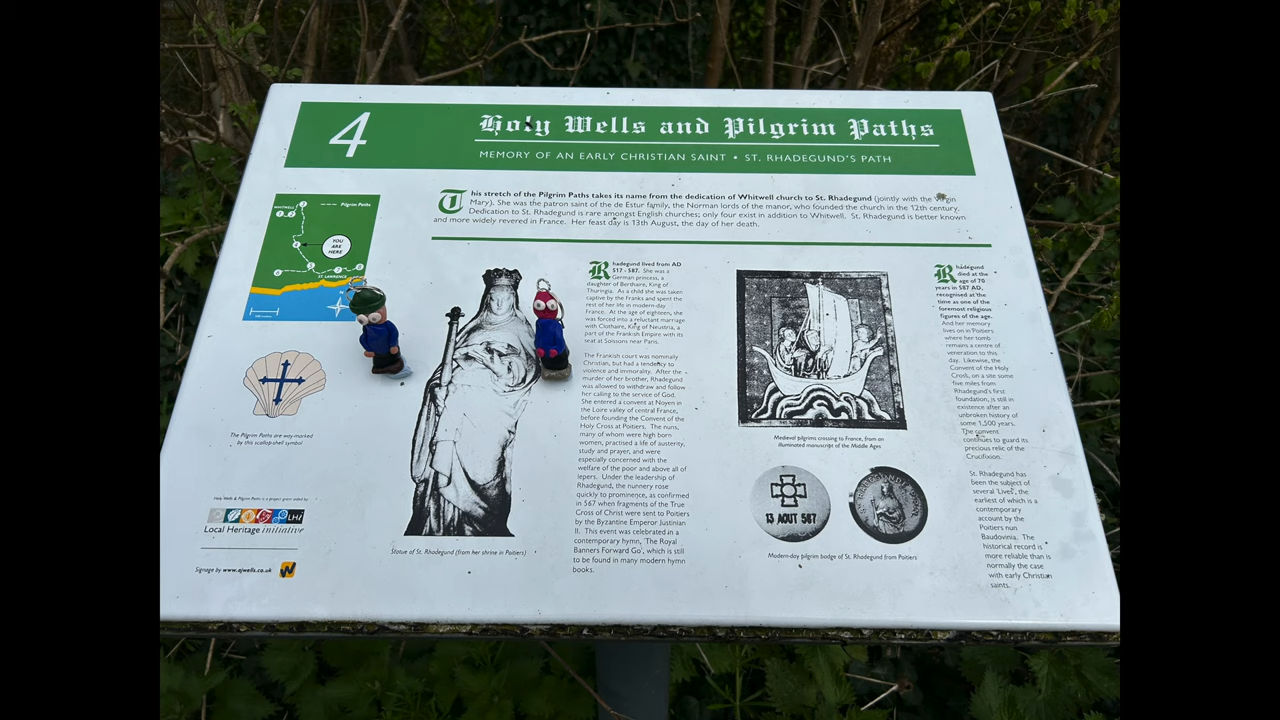 4
Holy Wells and Pilgrim Paths
MEMORY OF AN EARLY CHRISTIAN SAINT • ST. RHADEGUND'S PATH
This stretch of the Pilgrim Paths takes its name from the dedication of Whitwell church to St. Rhadegund (jointly with the Virgin
Mary). She was the patron saint of the de Estur family, the Norman lords of the manor, who founded the church in the 12th century.
Dedication to St. Rhadegund is rare amongst English churches; only four exist in addition to Whitwell. St. Rhadegund is better known
and more widely revered in France. Her feast day is 13th August, the day of her death.
WHITWELL
Pilgrim Paths
1
2
3
4
YOU
ARE
HERE
5
6
7
8
ST LAWRENCE
The Pilgrim Paths are way-marked
by this scallop-shell symbol
Holy Wells & Pilgrim Paths is a project grant aided by:
LHi
Local Heritage initiative
Signage by www.ajwells.co.uk
Statue of St. Rhadegund (from her shrine in Poitiers)
Rhadegund lived from AD
517 - 587. She was a
German princess, a
daughter of Berthaire, King of
Thuringia. As a child she was taken
captive by the Franks and spent the
rest of her life in modern-day
France. At the age of eighteen, she
was forced into a reluctant marriage
with Clothaire, King of Neustria, a
part of the Frankish Empire with its
seat at Soissons near Paris.
The Frankish court was nominally
Christian, but had a tendency to
violence and immorality. After the
murder of her brother, Rhadegund
was allowed to withdraw and follow
her calling to the service of God.
She entered a convent at Noyen in
the Loire valley of central France,
before founding the Convent of the
Holy Cross at Poitiers. The nuns,
many of whom were high born
women, practised a life of austerity,
study and prayer, and were
especially concerned with the
welfare of the poor and above all of
lepers. Under the leadership of
Rhadegund, the nunnery rose
quickly to prominence, as confirmed
in 567 when fragments of the True
Cross of Christ were sent to Poitiers
by the Byzantine Emperor Justinian
II. This event was celebrated in a
contemporary hymn, 'The Royal
Banners Forward Go', which is still
to be found in many modern hymn
books.
Medieval pilgrims crossing to France, from an
illuminated manuscript of the Middle Ages
13 AOUT 587
Modern-day pilgrim badge of St. Rhadegund from Poitiers
Rhadegund
died at the
age of 70
years in 587 AD,
recognised at the
time as one of the
foremost religious
figures of the age.
And her memory
lives on in Poitiers
where her tomb
remains a centre of
veneration to this
day. Likewise, the
Convent of the Holy
Cross, on a site some
five miles from
Rhadegund's first
foundation, is still in
existence after an
unbroken history of
some 1,500 years.
The convent
continues to guard its
precious relic of the
Crucifixion.
St. Rhadegund has
been the subject of
several 'Lives', the
earliest of which is a
contemporary
account by the
Poitiers nun
Baudovinia. The
historical record is
more reliable than is
normally the case
with early Christian
saints.